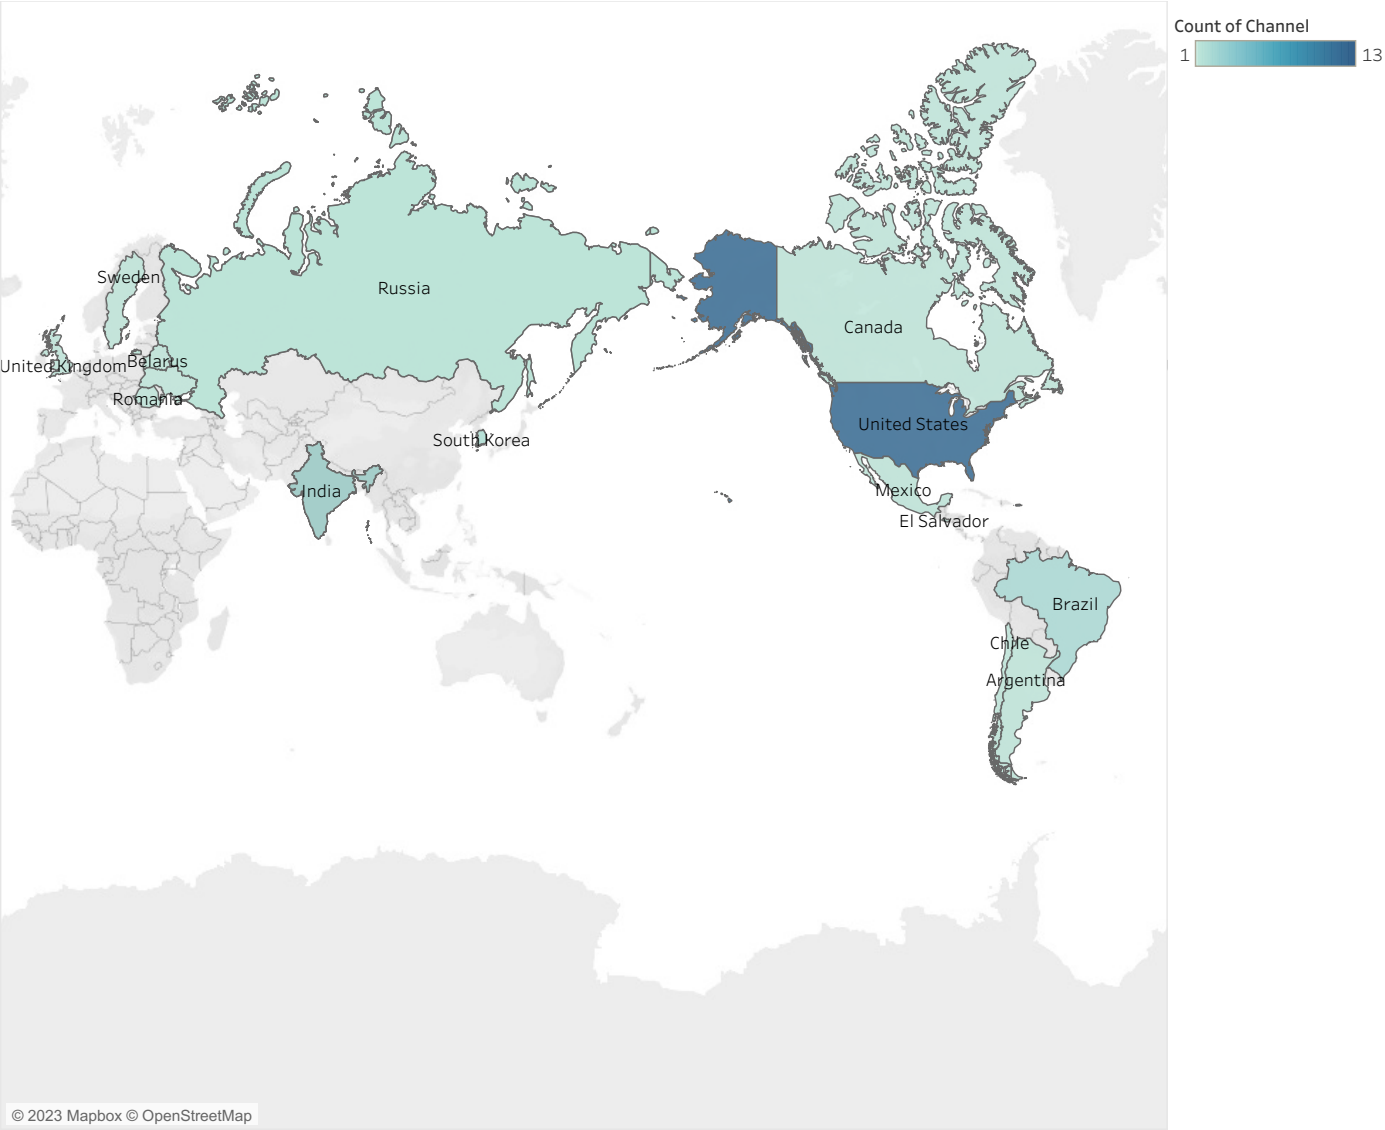 Count of Channel
1
13
Sweden
Russia
Canada
United Kingdom
Belarus
Romania
United States
South Korea
India
Mexico
El Salvador
Brazil
Chile
Argentina
© 2023 Mapbox © OpenStreetMap